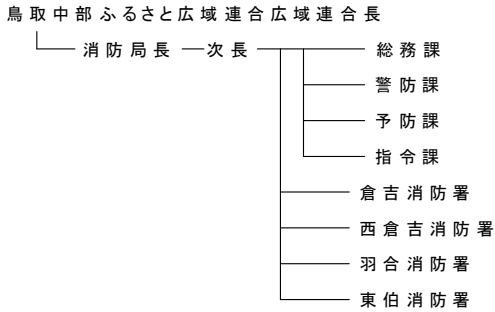 鳥取中部ふるさと広域連合広域連合長
消防局長 次長 総務課
警防課
予防課
指令課
倉吉消防署
西倉吉消防署
羽合消防署
東伯消防署